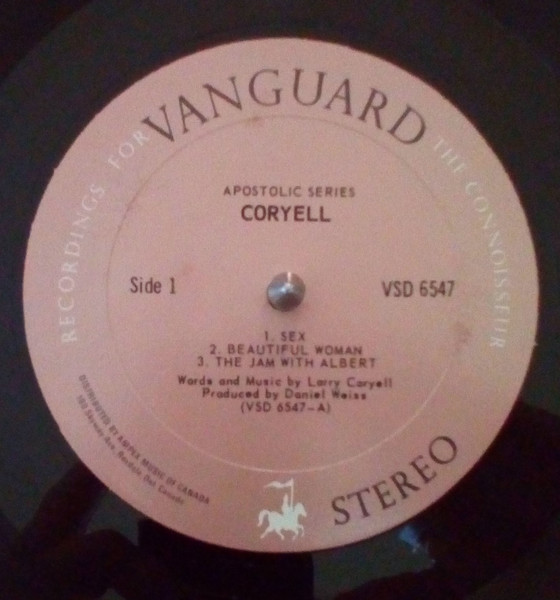 VANGUARD
RECORDINGS FOR THE CONNOISSEUR
APOSTOLIC SERIES
CORYELL
Side 1
VSD 6547
1. SEX
2. BEAUTIFUL WOMAN
3. THE JAM WITH ALBERT
Words and Music by Larry Coryell
Produced by Daniel Weiss
(VSD 6547-A)
DISTRIBUTED BY AMPEX MUSIC OF CANADA
Ont. Canada
STEREO